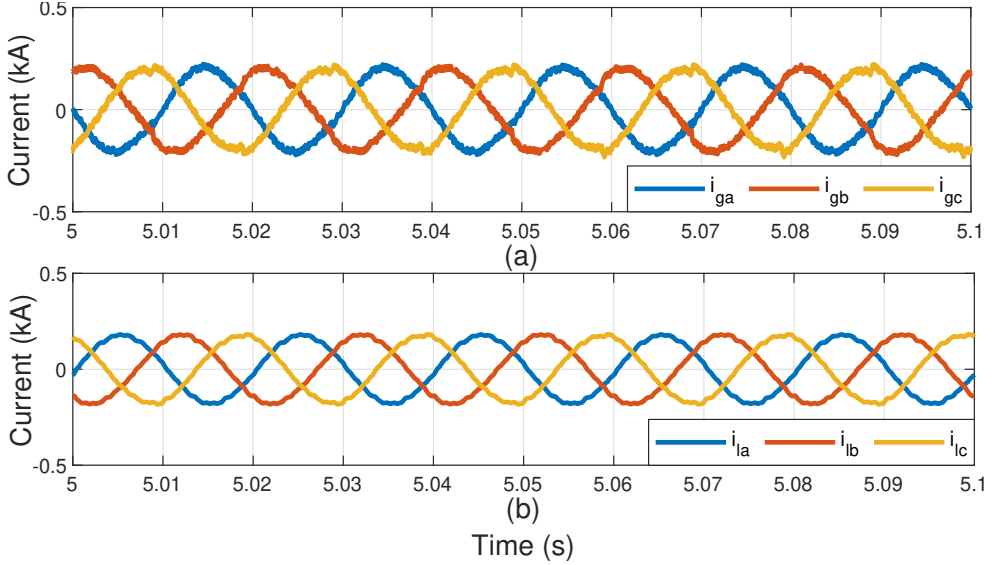 0.5
0
-0.5
Current (kA)
i_ga i_gb i_gc
5 5.01 5.02 5.03 5.04 5.05 5.06 5.07 5.08 5.09 5.1
(a)
0.5
0
-0.5
Current (kA)
i_la i_lb i_lc
5 5.01 5.02 5.03 5.04 5.05 5.06 5.07 5.08 5.09 5.1
(b)
Time (s)